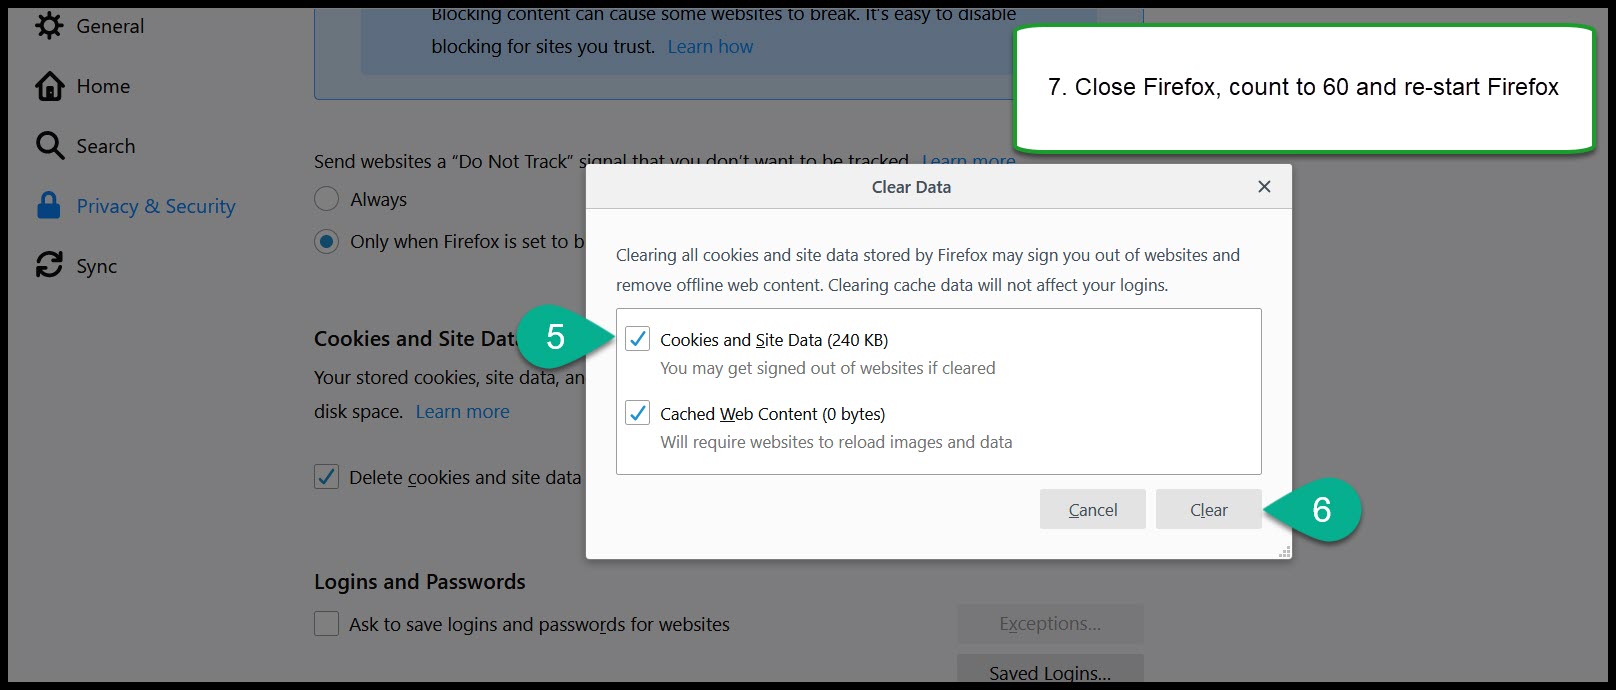 General
Home
Search
Privacy & Security
Sync
Blocking content can cause some websites to break. It's easy to disable
blocking for sites you trust. Learn how
7. Close Firefox, count to 60 and re-start Firefox
Send websites a “Do Not Track” signal that you don’t want to be tracked Learn more
Always
Only when Firefox is set to b
Cookies and Site Dat
Your stored cookies, site data, an
disk space. Learn more
Delete cookies and site data
Clear Data
Clearing all cookies and site data stored by Firefox may sign you out of websites and
remove offline web content. Clearing cache data will not affect your logins.
5
Cookies and Site Data (240 KB)
You may get signed out of websites if cleared
Cached Web Content (0 bytes)
Will require websites to reload images and data
Cancel
Clear
6
Logins and Passwords
Ask to save logins and passwords for websites
Exceptions...
Saved Logins...